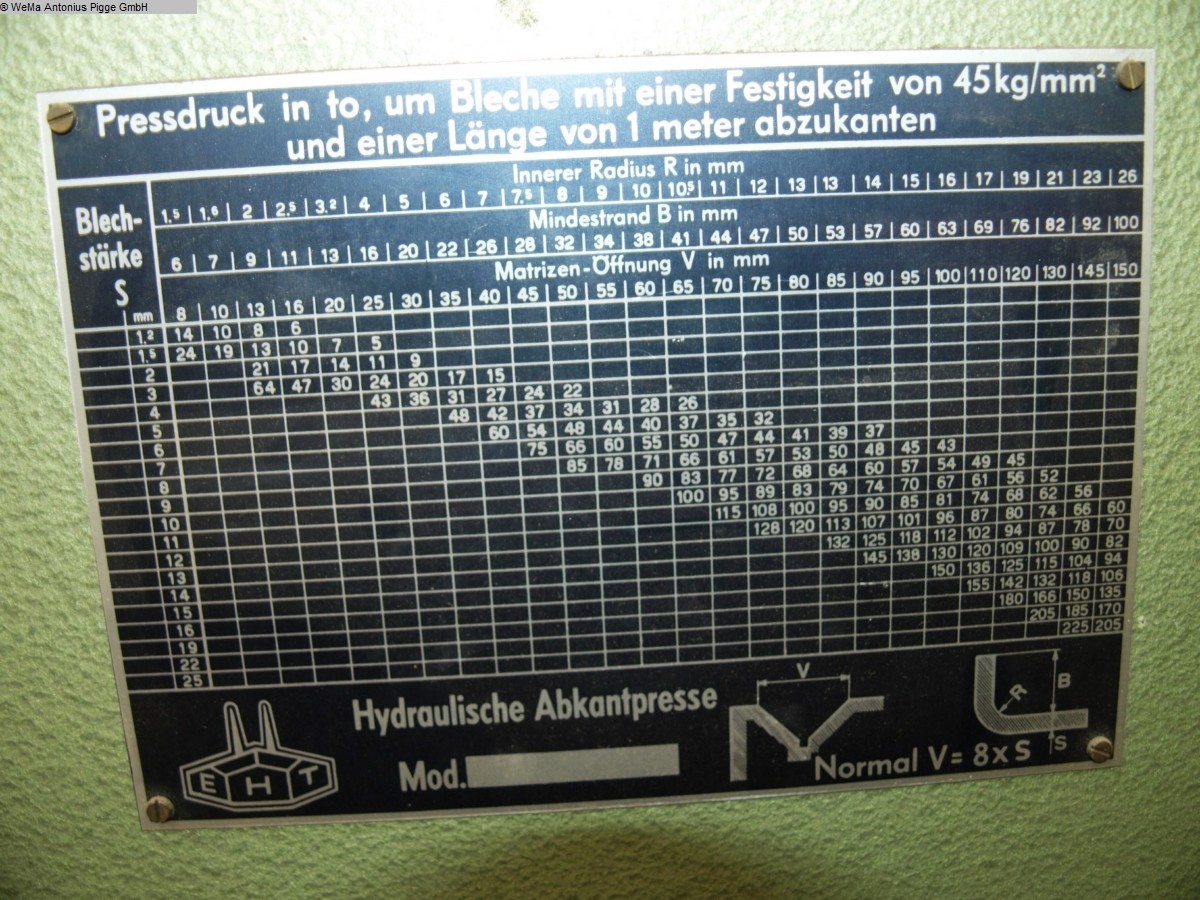 © WeMa Antonius Pigge GmbH
Pressdruck in to, um Bleche mit einer Festigkeit von 45kg/mm²
und einer Länge von 1 meter abzukanten
Blech-
stärke
S
mm
Innerer Radius R in mm
1,5 1,6 2 2,5 3,2 4 5 6 7 7,5 8 9 10 10,5 11 12 13 13 14 15 16 17 19 21 23 26
Mindestrand B in mm
6 7 9 11 13 16 20 22 26 28 32 34 38 41 44 47 50 53 57 60 63 69 76 82 92 100
Matrizen-Öffnung V in mm
8 10 13 16 20 25 30 35 40 45 50 55 60 65 70 75 80 85 90 95 100 110 120 130 145 150
1,2 14 10 8 6
1,5 24 19 13 10 7 5
2 21 17 14 11 9
3 64 47 30 24 20 17 15
4 43 36 31 27 24 22
5 48 42 37 34 31 28 26
6 60 54 48 44 40 37 35 32
7 75 66 60 55 50 47 44 41 39 37
8 85 78 71 66 61 57 53 50 48 45 43
9 90 83 77 72 68 64 60 57 54 49 45
10 100 95 89 83 79 74 70 67 61 56 52
11 115 108 100 95 90 85 81 74 68 62 56
12 128 120 113 107 101 96 87 80 74 66 60
13 132 125 118 112 102 94 87 78 70
14 145 138 130 120 109 100 90 82
15 150 136 125 115 104 94
16 155 142 132 118 106
19 180 166 150 135
22 205 185 170
25 225 205
EHT
Hydraulische Abkantpresse
Mod.
V
R
B
S
Normal V= 8xS